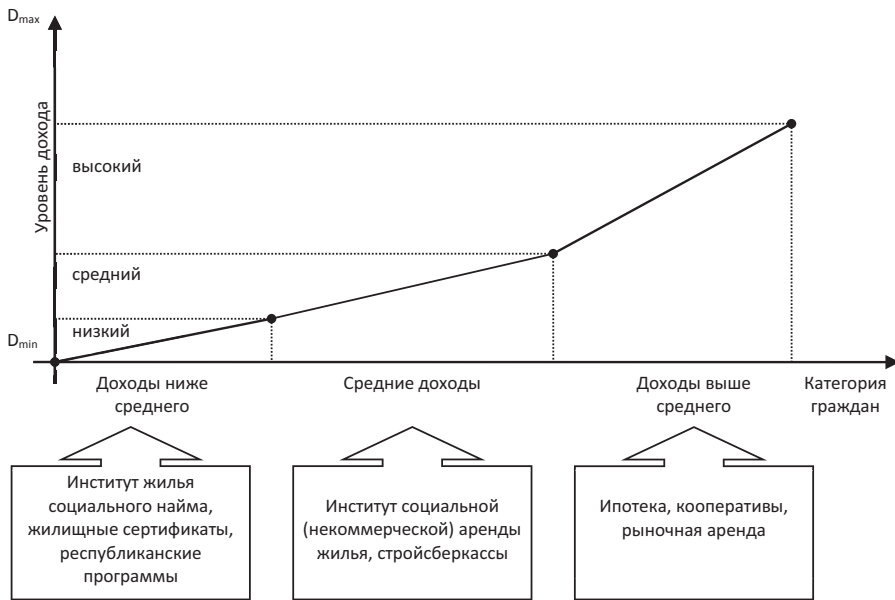 Dmax
Уровень дохода
высокий
средний
низкий
Dmin
Доходы ниже
среднего
Средние доходы
Доходы выше
среднего
Категория
граждан
Институт жилья
социального найма,
жилищные сертификаты,
республиканские
программы
Институт социальной
(некоммерческой) аренды
жилья, стройсберкассы
Ипотека, кооперативы,
рыночная аренда